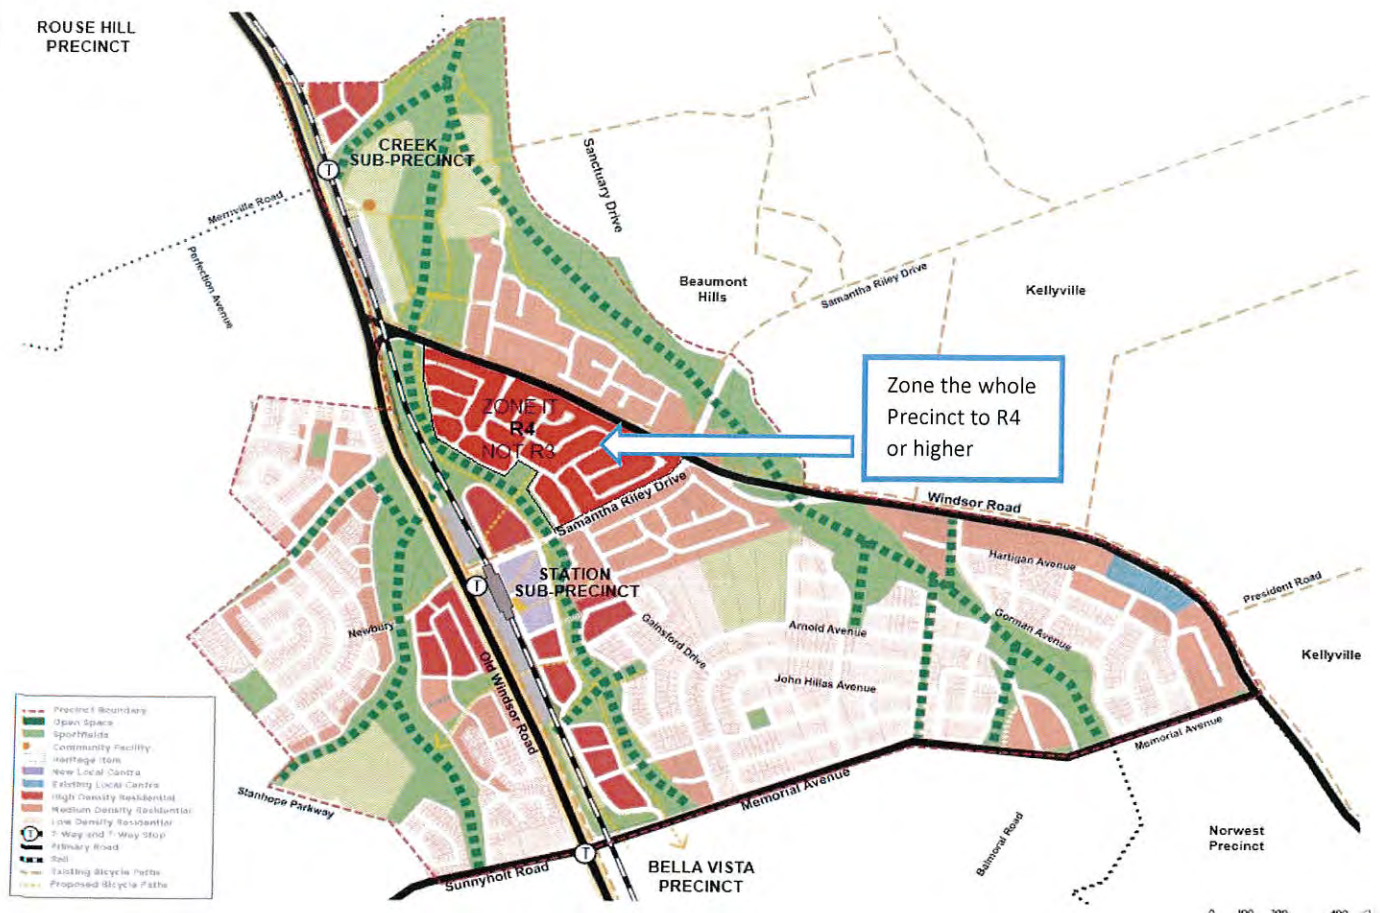 ROUSE HILL
PRECINCT
CREEK
SUB-PRECINCT
Merriville Road
Perfection Avenue
Sanctuary Drive
Beaumont
Hills
Samantha Riley Drive
Kellyville
Zone the whole
Precinct to R4
or higher
ZONE IT
R4
NOT R3
Samantha Riley Drive
Windsor Road
Hartigan Avenue
President Road
STATION
SUB-PRECINCT
T
T
T
Newbury
Gainsford Drive
Arnold Avenue
Gorman Avenue
John Hillas Avenue
Kellyville
Old Windsor Road
Memorial Avenue
Memorial Avenue
Stanhope Parkway
Sunnyholt Road
BELLA VISTA
PRECINCT
Balmoral Road
Norwest
Precinct
Precinct Boundary
Open Space
Sportfields
Community Facility
Heritage Item
New Local Centre
Existing Local Centre
High Density Residential
Medium Density Residential
Low Density Residential
T T-Way and T-Way Stop
Primary Road
Rail
Existing Bicycle Paths
Proposed Bicycle Paths